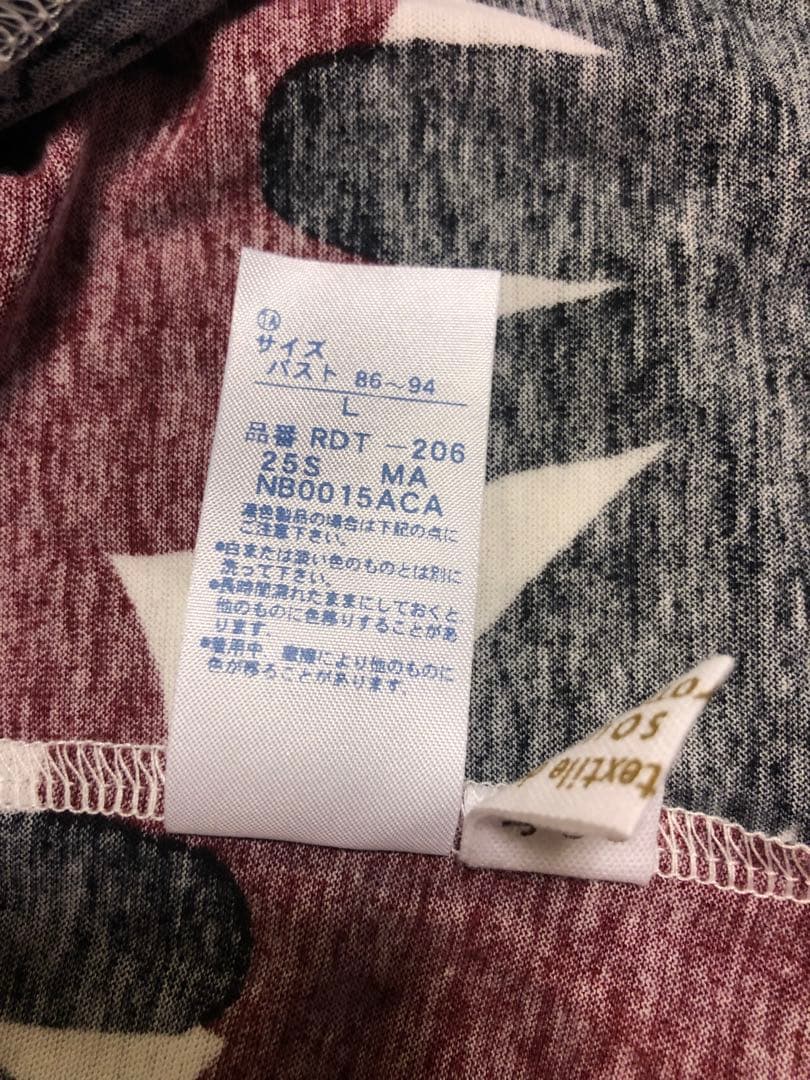 1A
サイズ
バスト 86～94
L
品番 RDT -206
25S MA
NB0015ACA
濃色製品の場合は下記の点に
ご注意下さい。
●白または淡い色のものとは別に
洗って下さい。
●長時間濡れたままにしておくと
他のものに色移りすることがあ
ります。
●着用中、摩擦により他のものに
色が移ることがあります.
textile